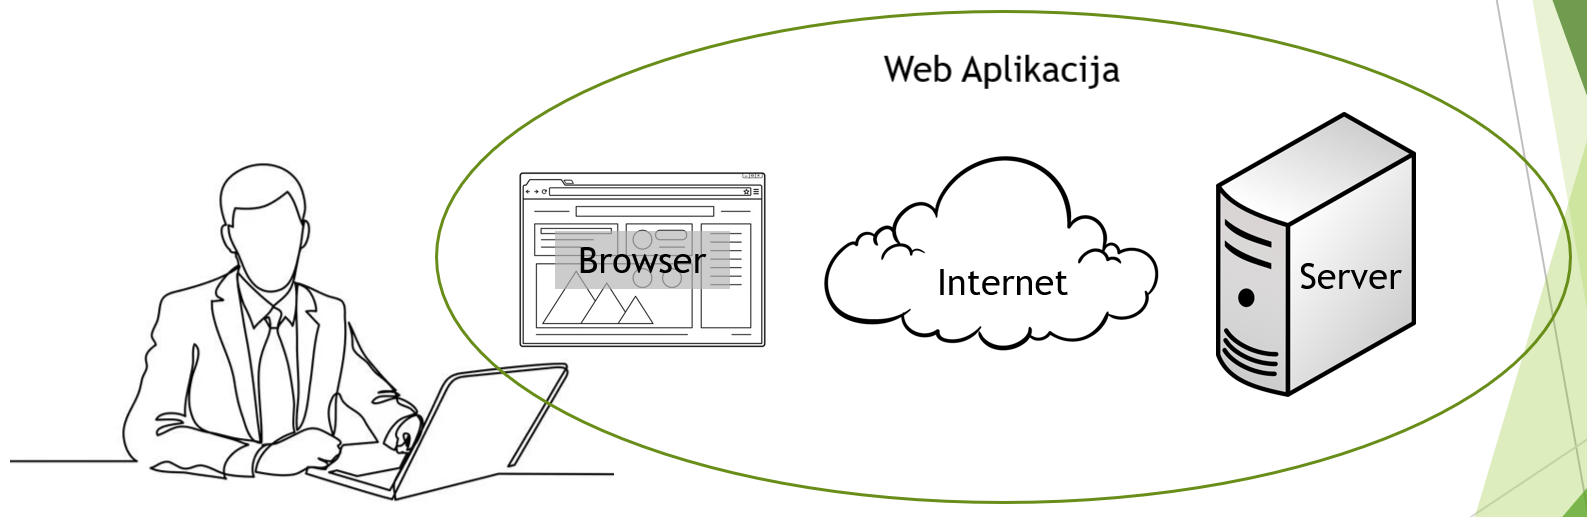 Web Aplikacija
Browser
Internet
Server